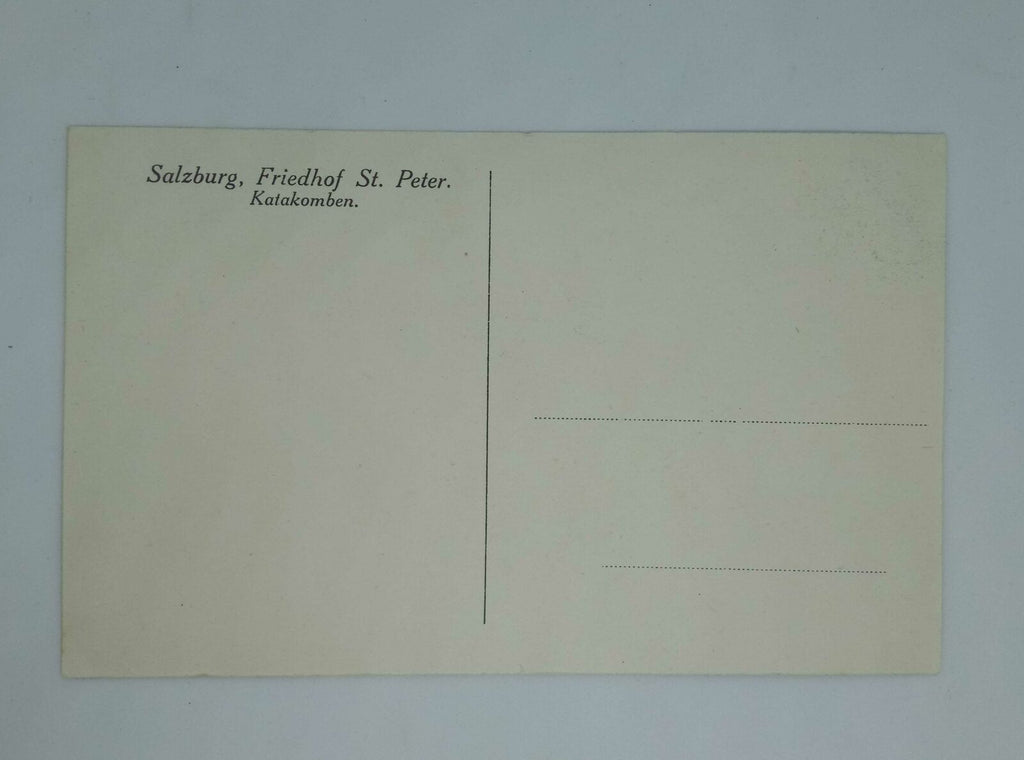 Salzburg, Friedhof St. Peter.
Katakomben.